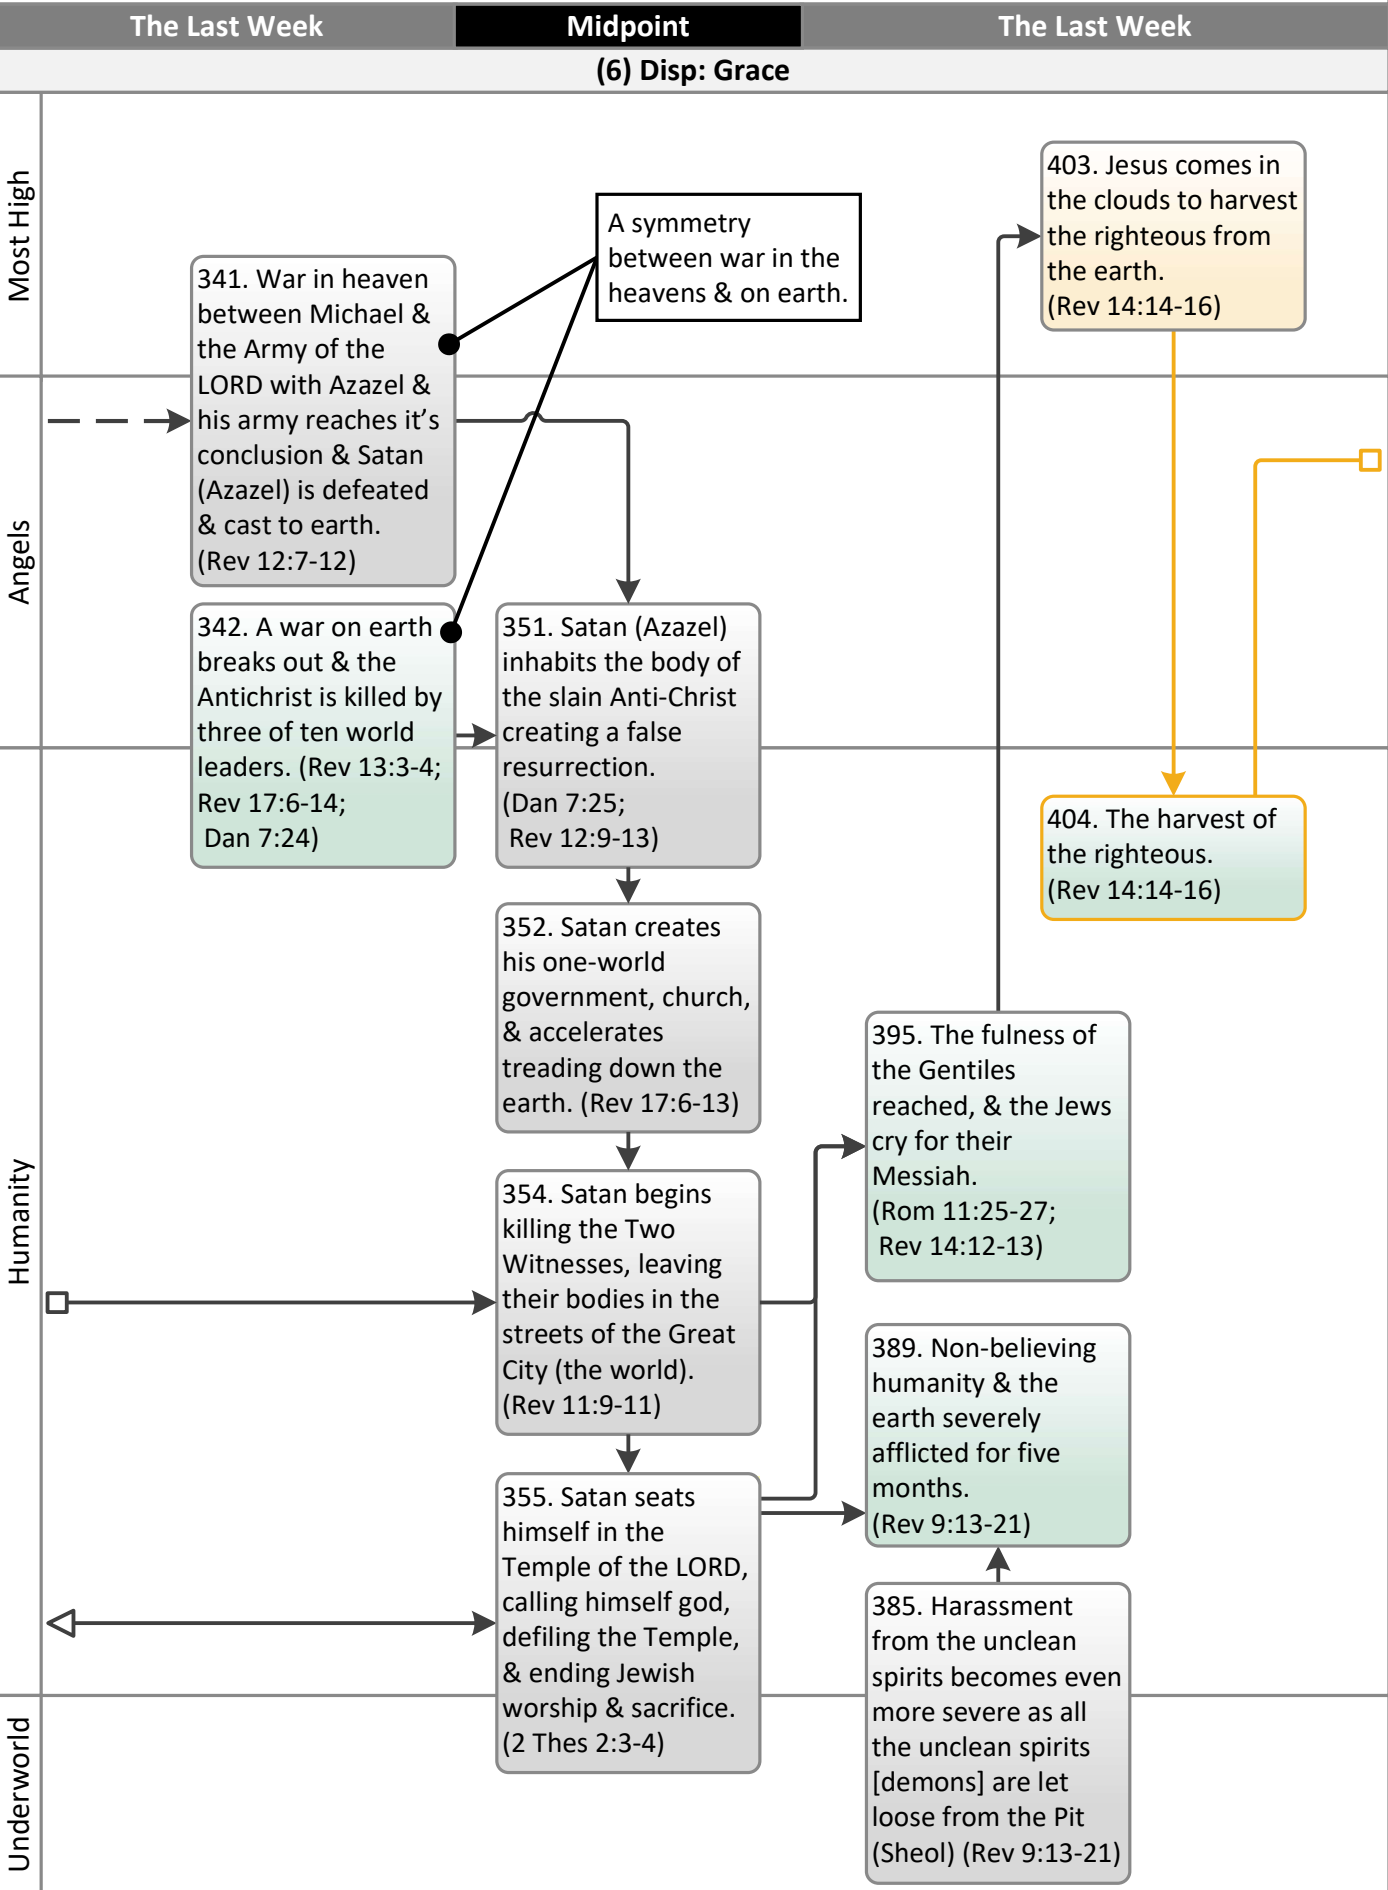 The Last Week
Midpoint
The Last Week
(6) Disp: Grace
Most High
Angels
Humanity
Underworld
341. War in heaven
between Michael &
the Army of the
LORD with Azazel &
his army reaches it’s
conclusion & Satan
(Azazel) is defeated
& cast to earth.
(Rev 12:7-12)
A symmetry
between war in the
heavens & on earth.
342. A war on earth
breaks out & the
Antichrist is killed by
three of ten world
leaders. (Rev 13:3-4;
Rev 17:6-14;
Dan 7:24)
351. Satan (Azazel)
inhabits the body of
the slain Anti-Christ
creating a false
resurrection.
(Dan 7:25;
Rev 12:9-13)
352. Satan creates
his one-world
government, church,
& accelerates
treading down the
earth. (Rev 17:6-13)
354. Satan begins
killing the Two
Witnesses, leaving
their bodies in the
streets of the Great
City (the world).
(Rev 11:9-11)
355. Satan seats
himself in the
Temple of the LORD,
calling himself god,
defiling the Temple,
& ending Jewish
worship & sacrifice.
(2 Thes 2:3-4)
403. Jesus comes in
the clouds to harvest
the righteous from
the earth.
(Rev 14:14-16)
404. The harvest of
the righteous.
(Rev 14:14-16)
395. The fulness of
the Gentiles
reached, & the Jews
cry for their
Messiah.
(Rom 11:25-27;
Rev 14:12-13)
389. Non-believing
humanity & the
earth severely
afflicted for five
months.
(Rev 9:13-21)
385. Harassment
from the unclean
spirits becomes even
more severe as all
the unclean spirits
[demons] are let
loose from the Pit
(Sheol) (Rev 9:13-21)